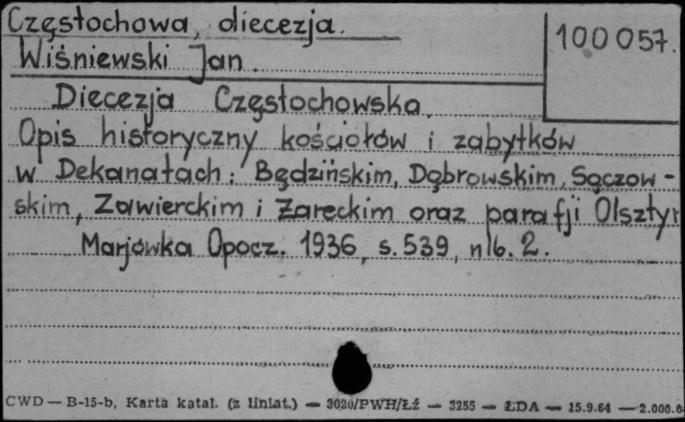 Częstochowa, diecezja.
100 057.
Wiśniewski Jan.
Diecezja Częstochowska.
Opis historyczny kościołów i zabytków
w Dekanatach: Będzińskim, Dąbrowskim, Sączow-
skim, Zawierckim i Żareckim oraz parafji Olsztyn
Marjówka Opocz. 1936, s. 539, nlb. 2.
CWD — B-15-b, Karta katal. (z liniat.) — 3020/PWH/Łź — 3255 — ŁDA — 15.9.64 — 2.000.0